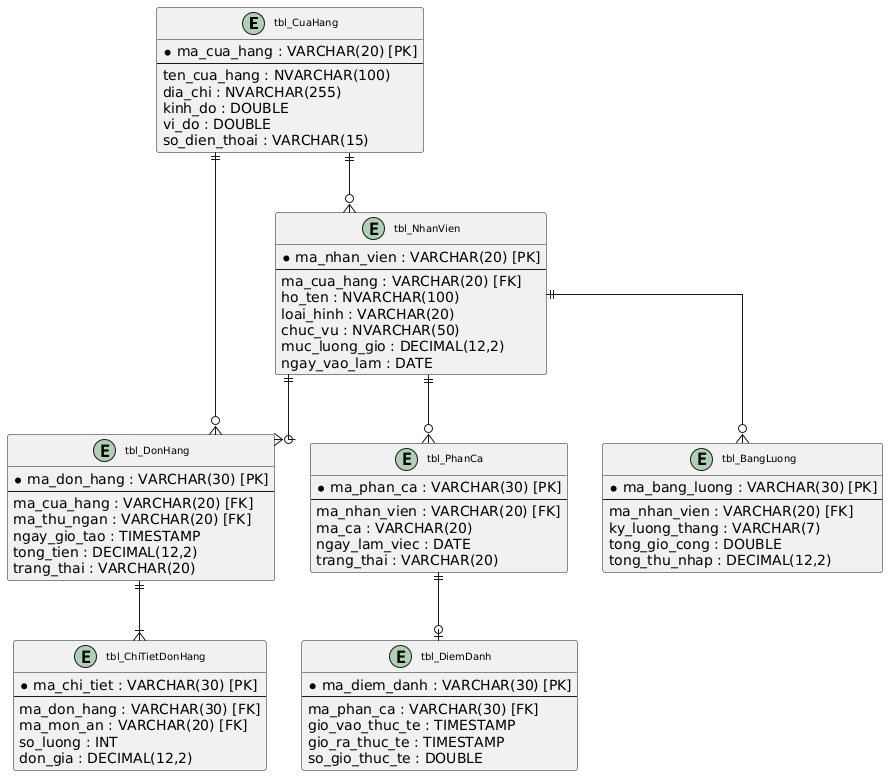 E tbl_CuaHang
* ma_cua_hang : VARCHAR(20) [PK]
ten_cua_hang : NVARCHAR(100)
dia_chi : NVARCHAR(255)
kinh_do : DOUBLE
vi_do : DOUBLE
so_dien_thoai : VARCHAR(15)
E tbl_NhanVien
* ma_nhan_vien : VARCHAR(20) [PK]
ma_cua_hang : VARCHAR(20) [FK]
ho_ten : NVARCHAR(100)
loai_hinh : VARCHAR(20)
chuc_vu : NVARCHAR(50)
muc_luong_gio : DECIMAL(12,2)
ngay_vao_lam : DATE
E tbl_DonHang
* ma_don_hang : VARCHAR(30) [PK]
ma_cua_hang : VARCHAR(20) [FK]
ma_thu_ngan : VARCHAR(20) [FK]
ngay_gio_tao : TIMESTAMP
tong_tien : DECIMAL(12,2)
trang_thai : VARCHAR(20)
E tbl_PhanCa
* ma_phan_ca : VARCHAR(30) [PK]
ma_nhan_vien : VARCHAR(20) [FK]
ma_ca : VARCHAR(20)
ngay_lam_viec : DATE
trang_thai : VARCHAR(20)
E tbl_BangLuong
* ma_bang_luong : VARCHAR(30) [PK]
ma_nhan_vien : VARCHAR(20) [FK]
ky_luong_thang : VARCHAR(7)
tong_gio_cong : DOUBLE
tong_thu_nhap : DECIMAL(12,2)
E tbl_ChiTietDonHang
* ma_chi_tiet : VARCHAR(30) [PK]
ma_don_hang : VARCHAR(30) [FK]
ma_mon_an : VARCHAR(20) [FK]
so_luong : INT
don_gia : DECIMAL(12,2)
E tbl_DiemDanh
* ma_diem_danh : VARCHAR(30) [PK]
ma_phan_ca : VARCHAR(30) [FK]
gio_vao_thuc_te : TIMESTAMP
gio_ra_thuc_te : TIMESTAMP
so_gio_thuc_te : DOUBLE